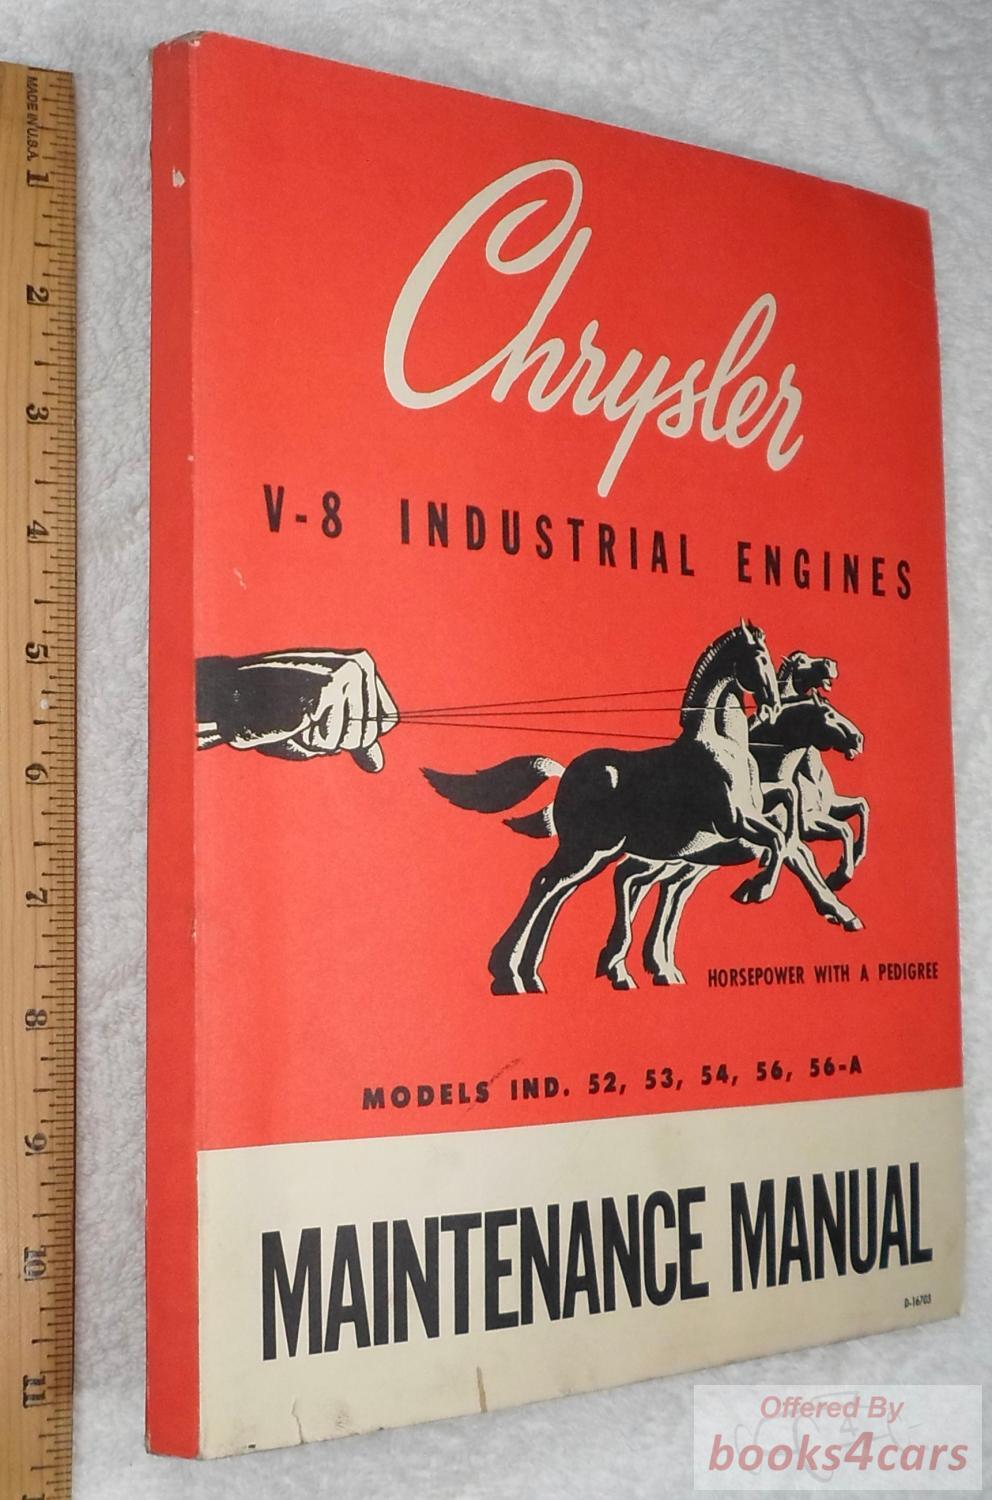 MADE IN U.S.A.
1
2
3
4
5
6
7
8
9
10
11
Chrysler
V-8 INDUSTRIAL ENGINES
HORSEPOWER WITH A PEDIGREE
MODELS IND. 52, 53, 54, 56, 56-A
MAINTENANCE MANUAL
D-16703
Offered By
books4cars